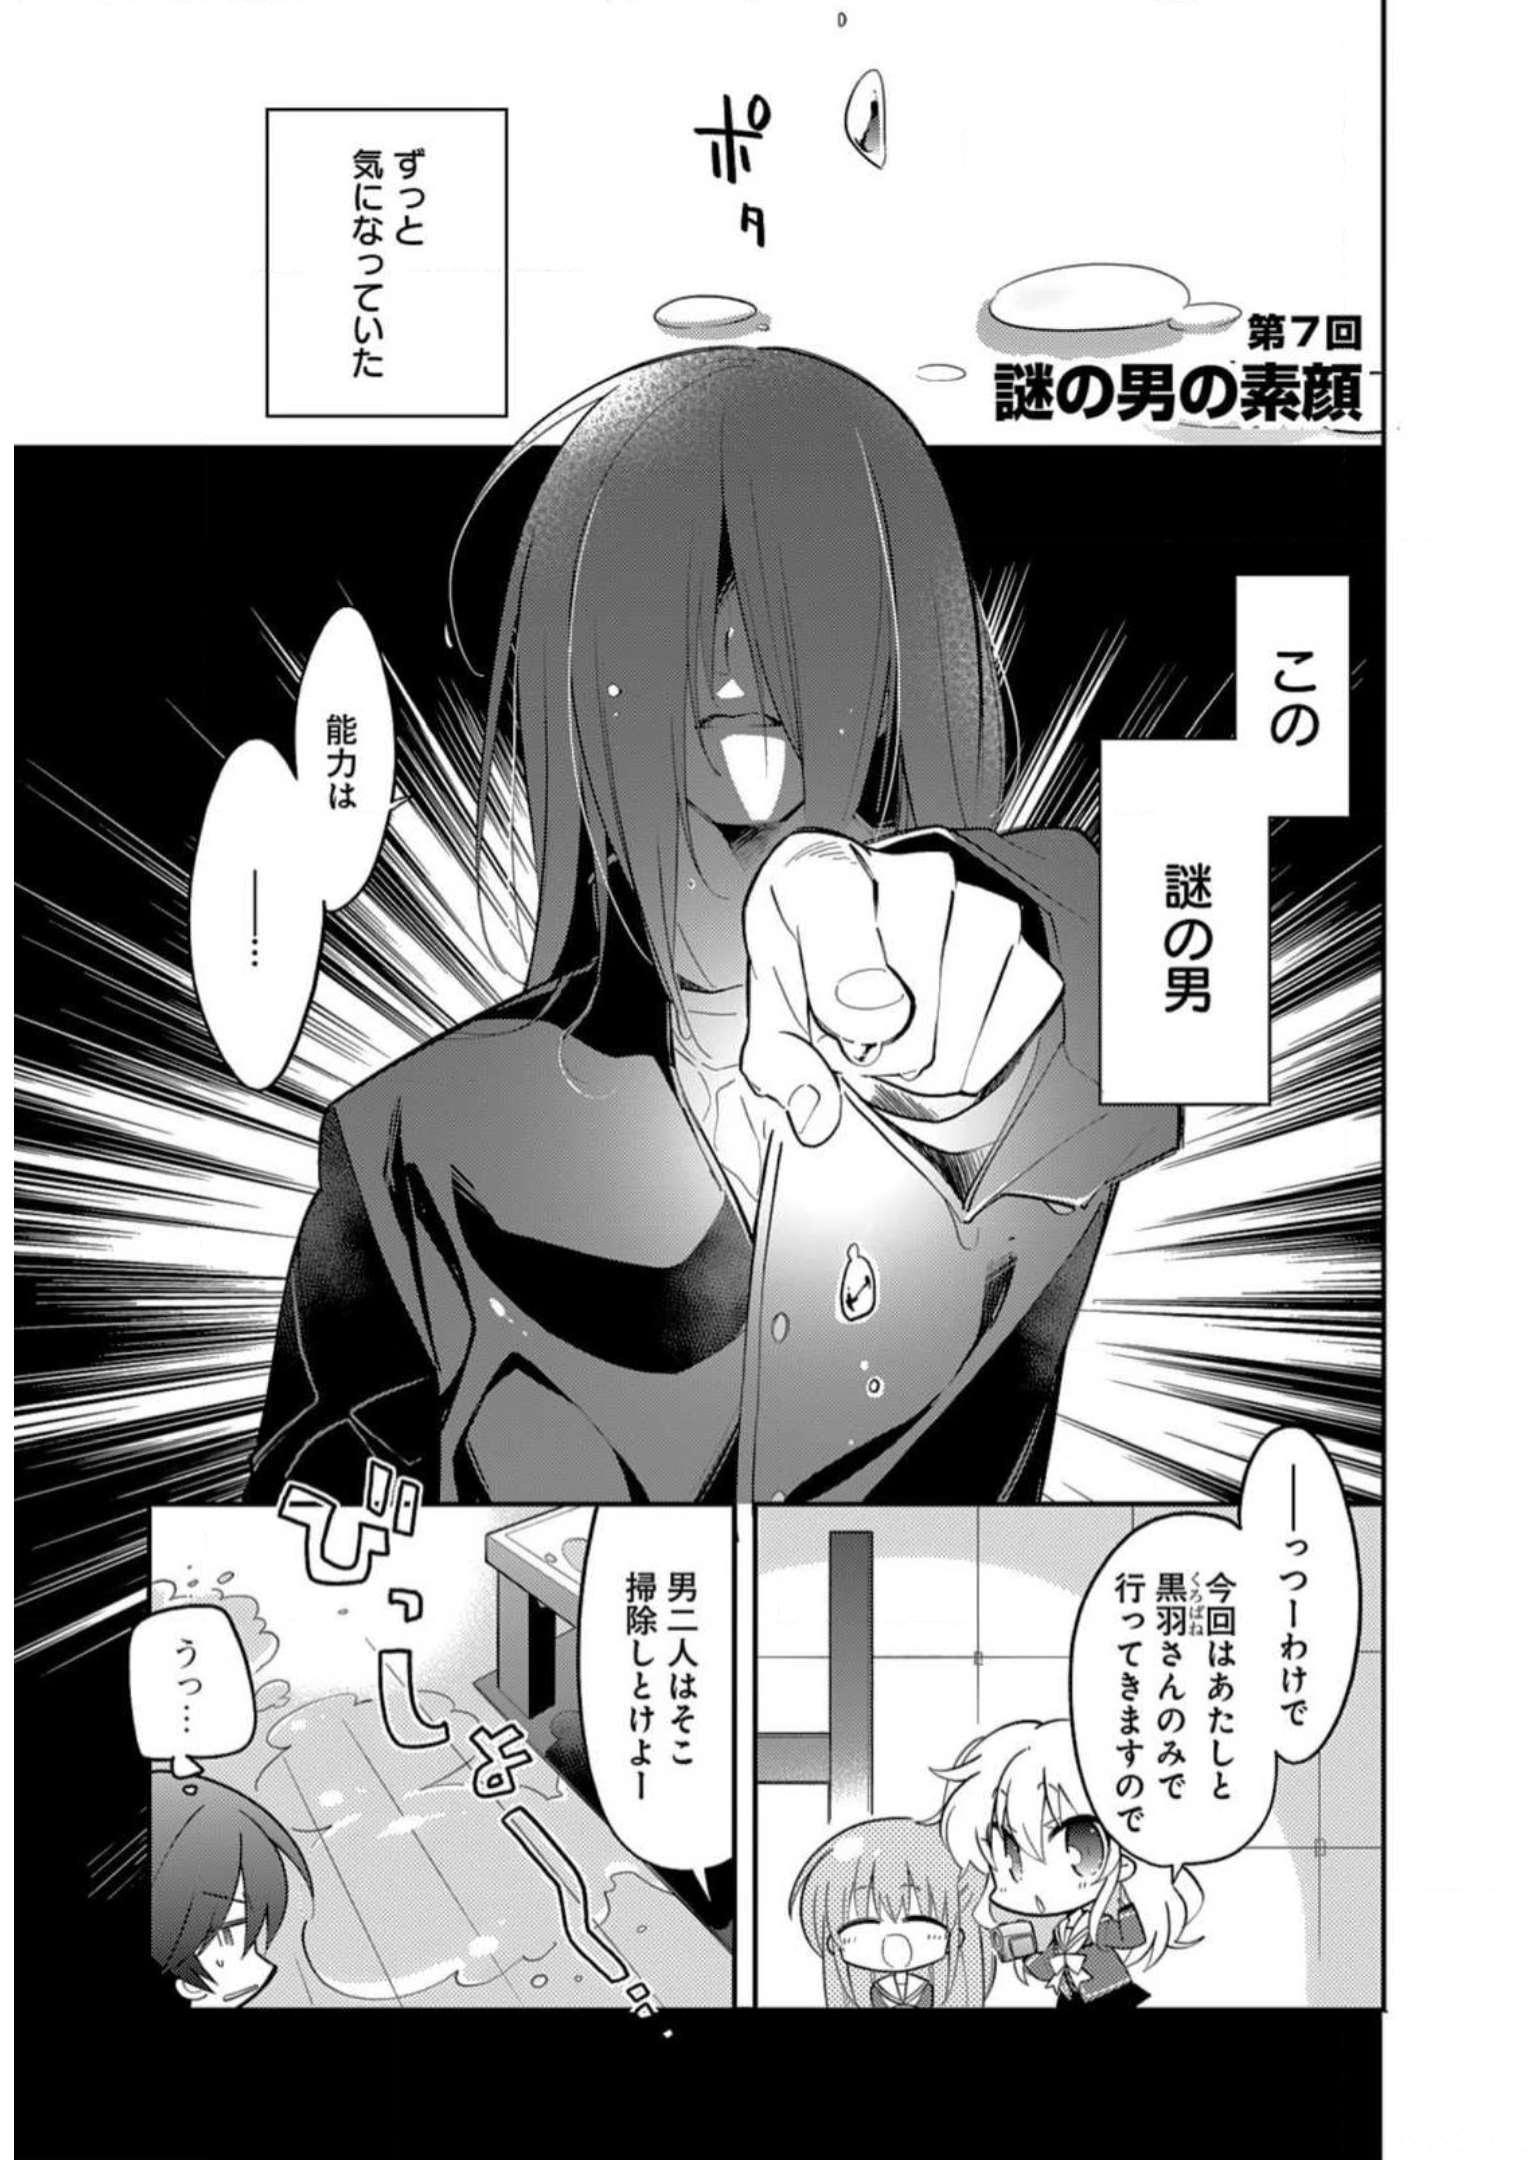 第7回
謎の男の素顔
ポタ
ずっと
気になっていた
この
謎の男
能力は
――…
―っつーわけで
今回はあたしと
黒羽さんのみで
くろばね
行ってきますので
男二人はそこ
掃除しとけよー
びっしょ～…
うっ…